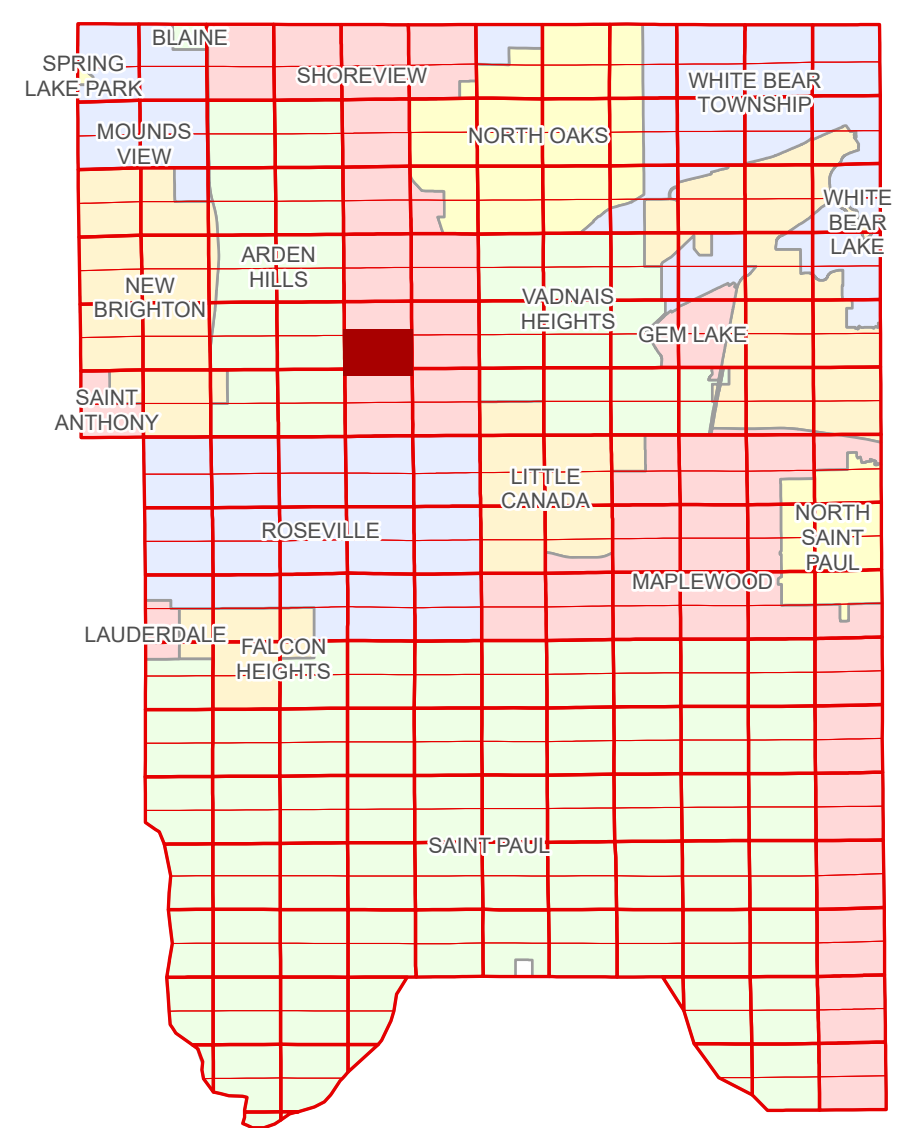 BLAINE
SPRING
LAKE PARK
SHOREVIEW
WHITE BEAR
TOWNSHIP
MOUNDS
VIEW
NORTH OAKS
WHITE
BEAR
LAKE
ARDEN
HILLS
NEW
BRIGHTON
VADNAIS
HEIGHTS
GEM LAKE
SAINT
ANTHONY
LITTLE
CANADA
NORTH
SAINT
PAUL
ROSEVILLE
MAPLEWOOD
LAUDERDALE
FALCON
HEIGHTS
SAINT PAUL